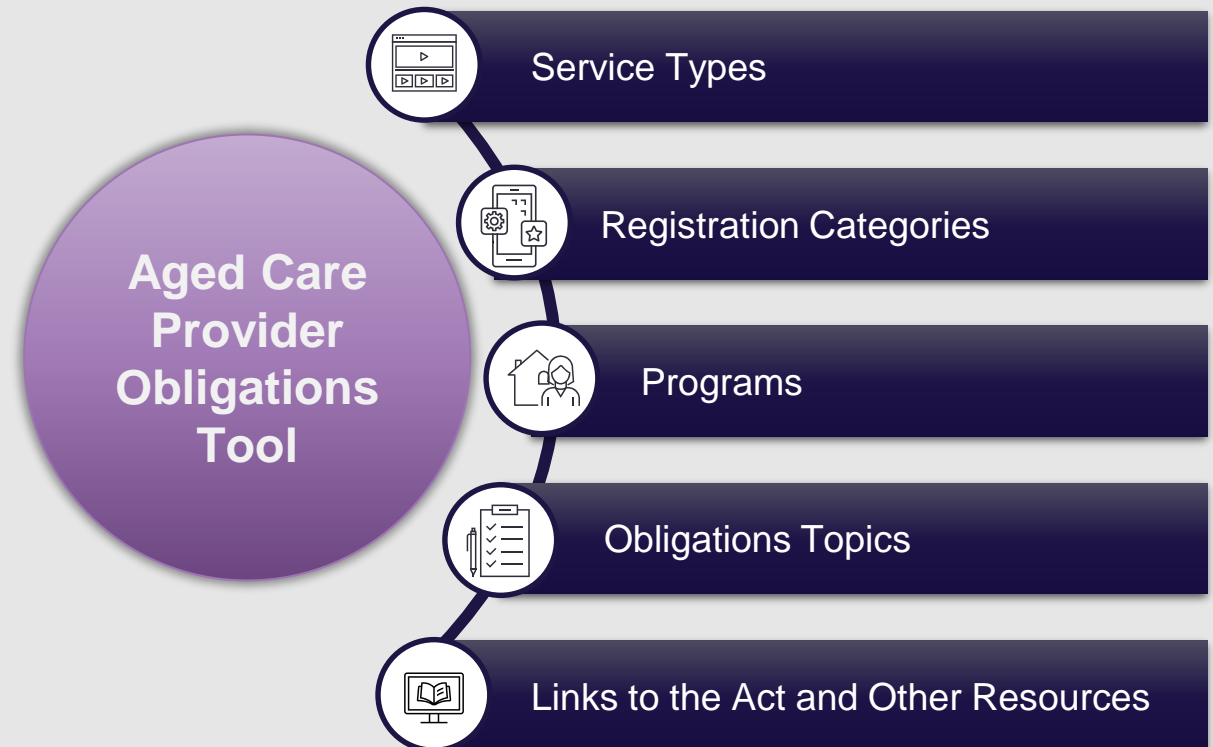 Aged Care
Provider
Obligations
Tool
Service Types
Registration Categories
Programs
Obligations Topics
Links to the Act and Other Resources